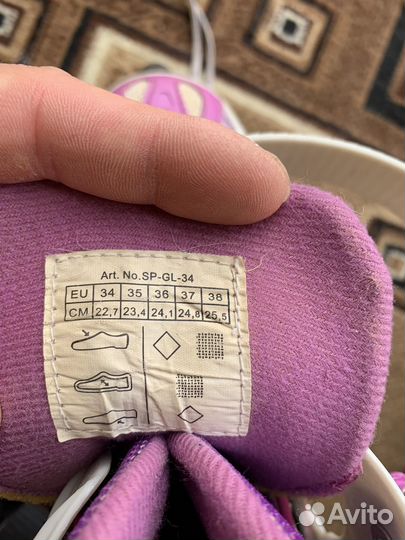 Art. No.SP-GL-34
EU 34 35 36 37 38
CM 22,7 23,4 24,1 24,8 25,5
Avito